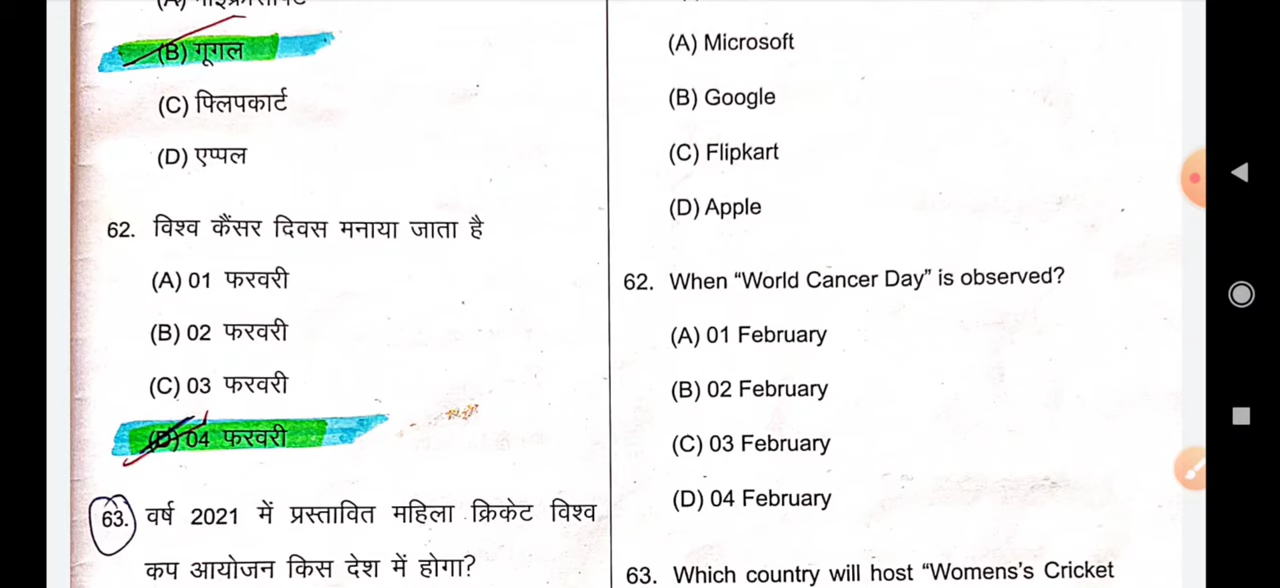 (B) गूगल
(C) फ्लिपकार्ट
(D) एप्पल
62. विश्व कैंसर दिवस मनाया जाता है
(A) 01 फरवरी
(B) 02 फरवरी
(C) 03 फरवरी
(D) 04 फरवरी
63. वर्ष 2021 में प्रस्तावित महिला क्रिकेट विश्व
कप आयोजन किस देश में होगा?
(A) Microsoft
(B) Google
(C) Flipkart
(D) Apple
62. When “World Cancer Day” is observed?
(A) 01 February
(B) 02 February
(C) 03 February
(D) 04 February
63. Which country will host “Womens's Cricket